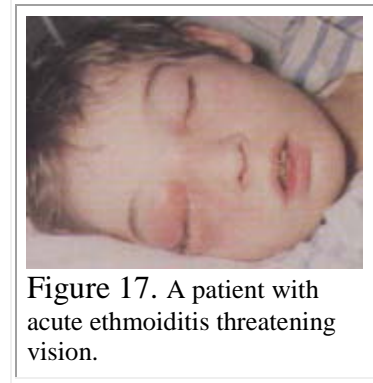 Figure 17. A patient with
acute ethmoiditis threatening
vision.